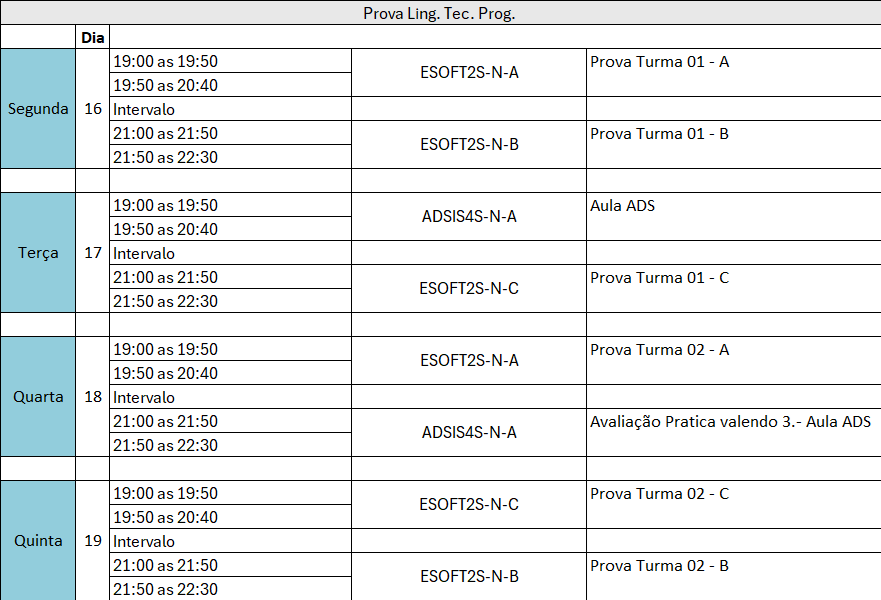 Prova Ling. Tec. Prog.
Dia
Segunda 16
19:00 as 19:50 ESOFT2S-N-A Prova Turma 01 - A
19:50 as 20:40
Intervalo
21:00 as 21:50 ESOFT2S-N-B Prova Turma 01 - B
21:50 as 22:30
Terça 17
19:00 as 19:50 ADSIS4S-N-A Aula ADS
19:50 as 20:40
Intervalo
21:00 as 21:50 ESOFT2S-N-C Prova Turma 01 - C
21:50 as 22:30
Quarta 18
19:00 as 19:50 ESOFT2S-N-A Prova Turma 02 - A
19:50 as 20:40
Intervalo
21:00 as 21:50 ADSIS4S-N-A Avaliação Pratica valendo 3.- Aula ADS
21:50 as 22:30
Quinta 19
19:00 as 19:50 ESOFT2S-N-C Prova Turma 02 - C
19:50 as 20:40
Intervalo
21:00 as 21:50 ESOFT2S-N-B Prova Turma 02 - B
21:50 as 22:30